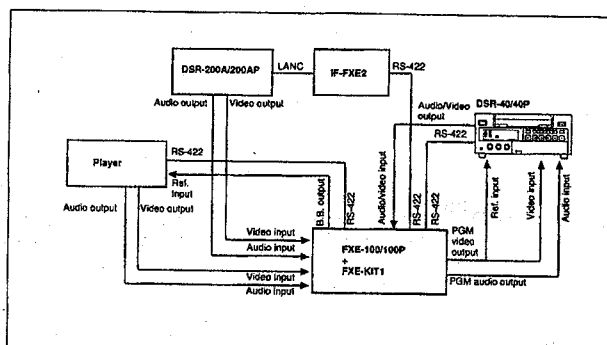 DSR-200A/200AP
LANC
IF-FXE2
RS-422
Audio output
Video output
DSR-40/40P
Audio/Video
output
RS-422
Player
RS-422
Ref.
Input
Audio output
Video output
B.B. output
RS-422
Audio/Video input
RS-422
RS-422
Ref. input
Video input
Audio input
Video input
Audio input
Video input
Audio input
FXE-100/100P
+
FXE-KIT1
PGM
video
output
PGM audio output